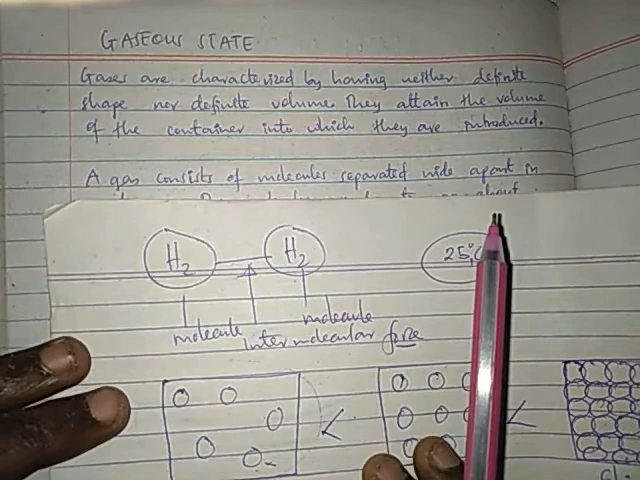 GASEOUS STATE
Gases are characterized by having neither definite
shape nor definite volume. They attain the volume
of the container into which they are introduced.
A gas consists of molecules separated wide apart in
H2 H2 25°C
molecule molecule
Intermolecular force
< <